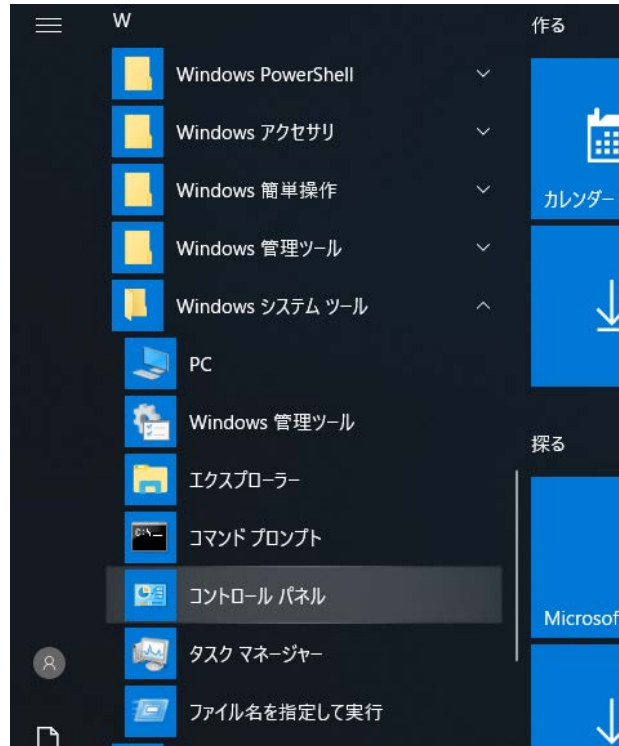 W
Windows PowerShell
Windows アクセサリ
Windows 簡単操作
Windows 管理ツール
Windows システム ツール
PC
Windows 管理ツール
エクスプローラー
コマンド プロンプト
コントロール パネル
タスク マネージャー
ファイル名を指定して実行
作る
カレンダー
探る
Microsof